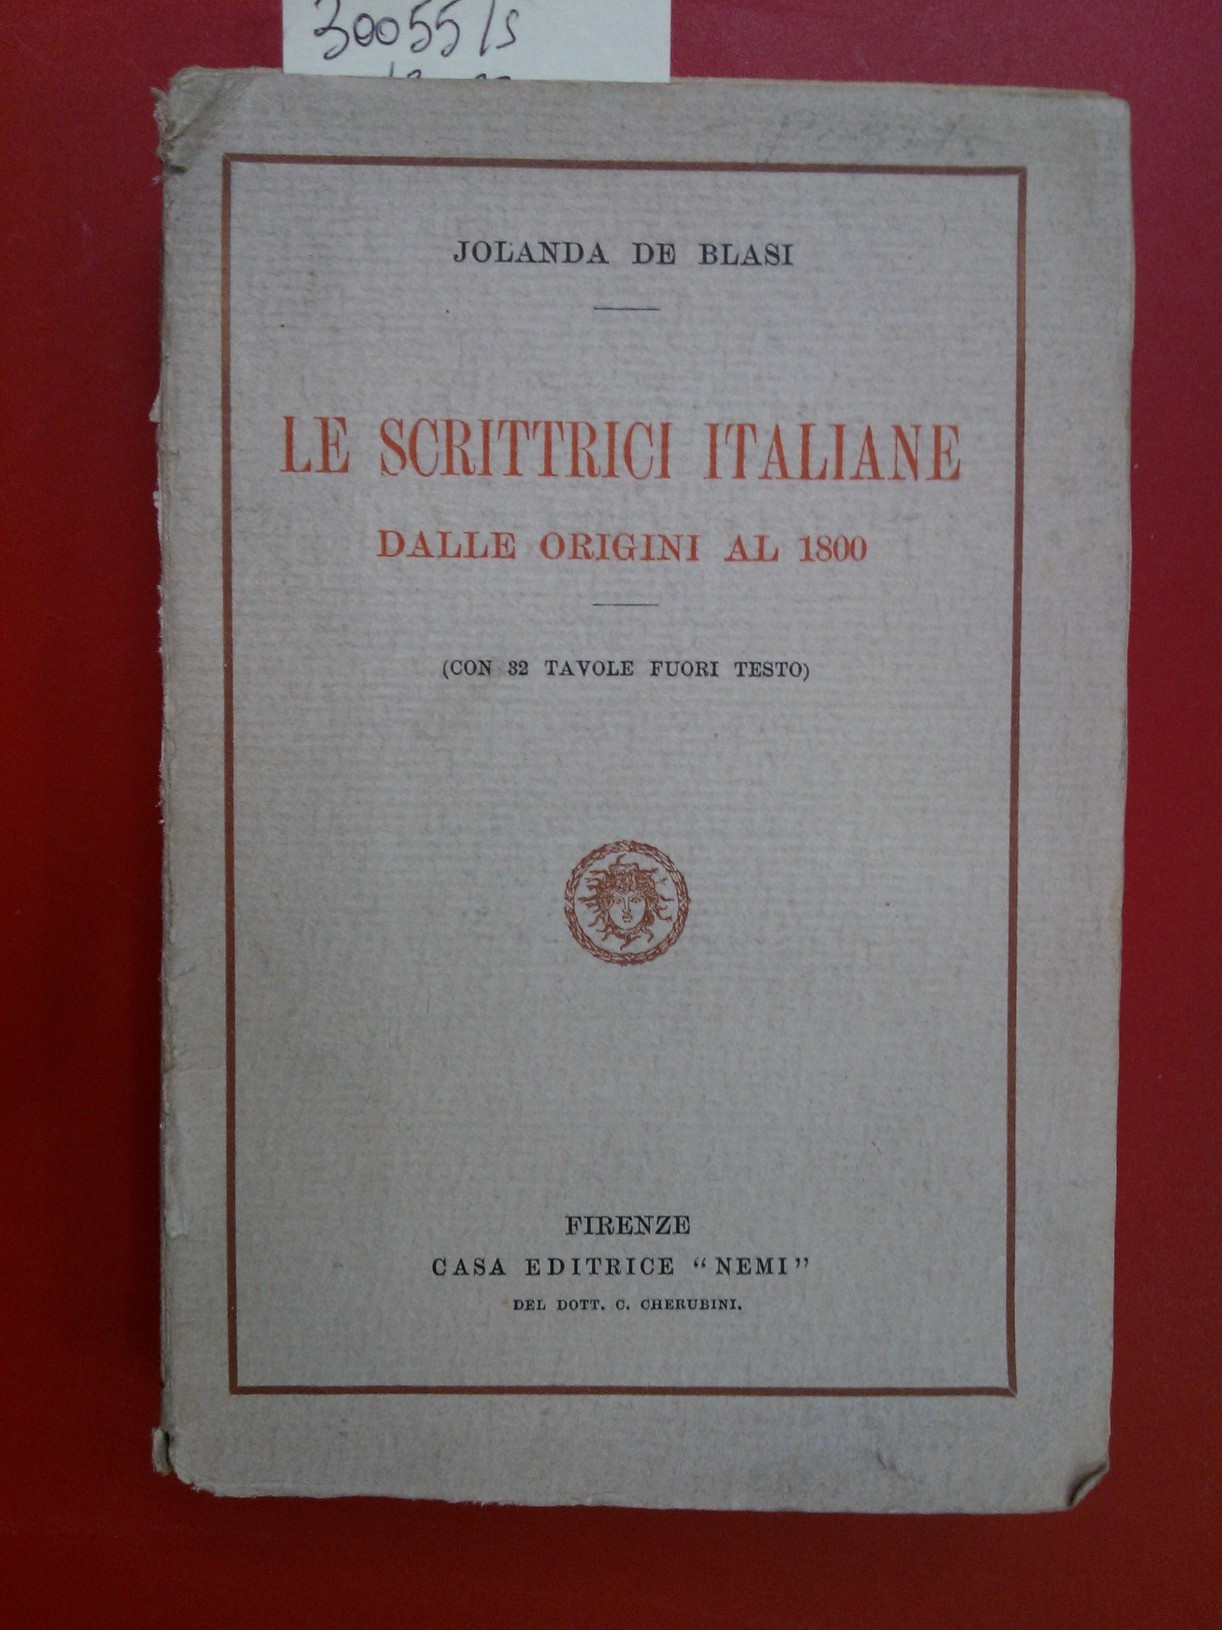 30055/s
JOLANDA DE BLASI
LE SCRITTRICI ITALIANE
DALLE ORIGINI AL 1800
(CON 32 TAVOLE FUORI TESTO)
FIRENZE
CASA EDITRICE “NEMI”
DEL DOTT. C. CHERUBINI.